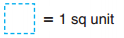 = 1 sq unit